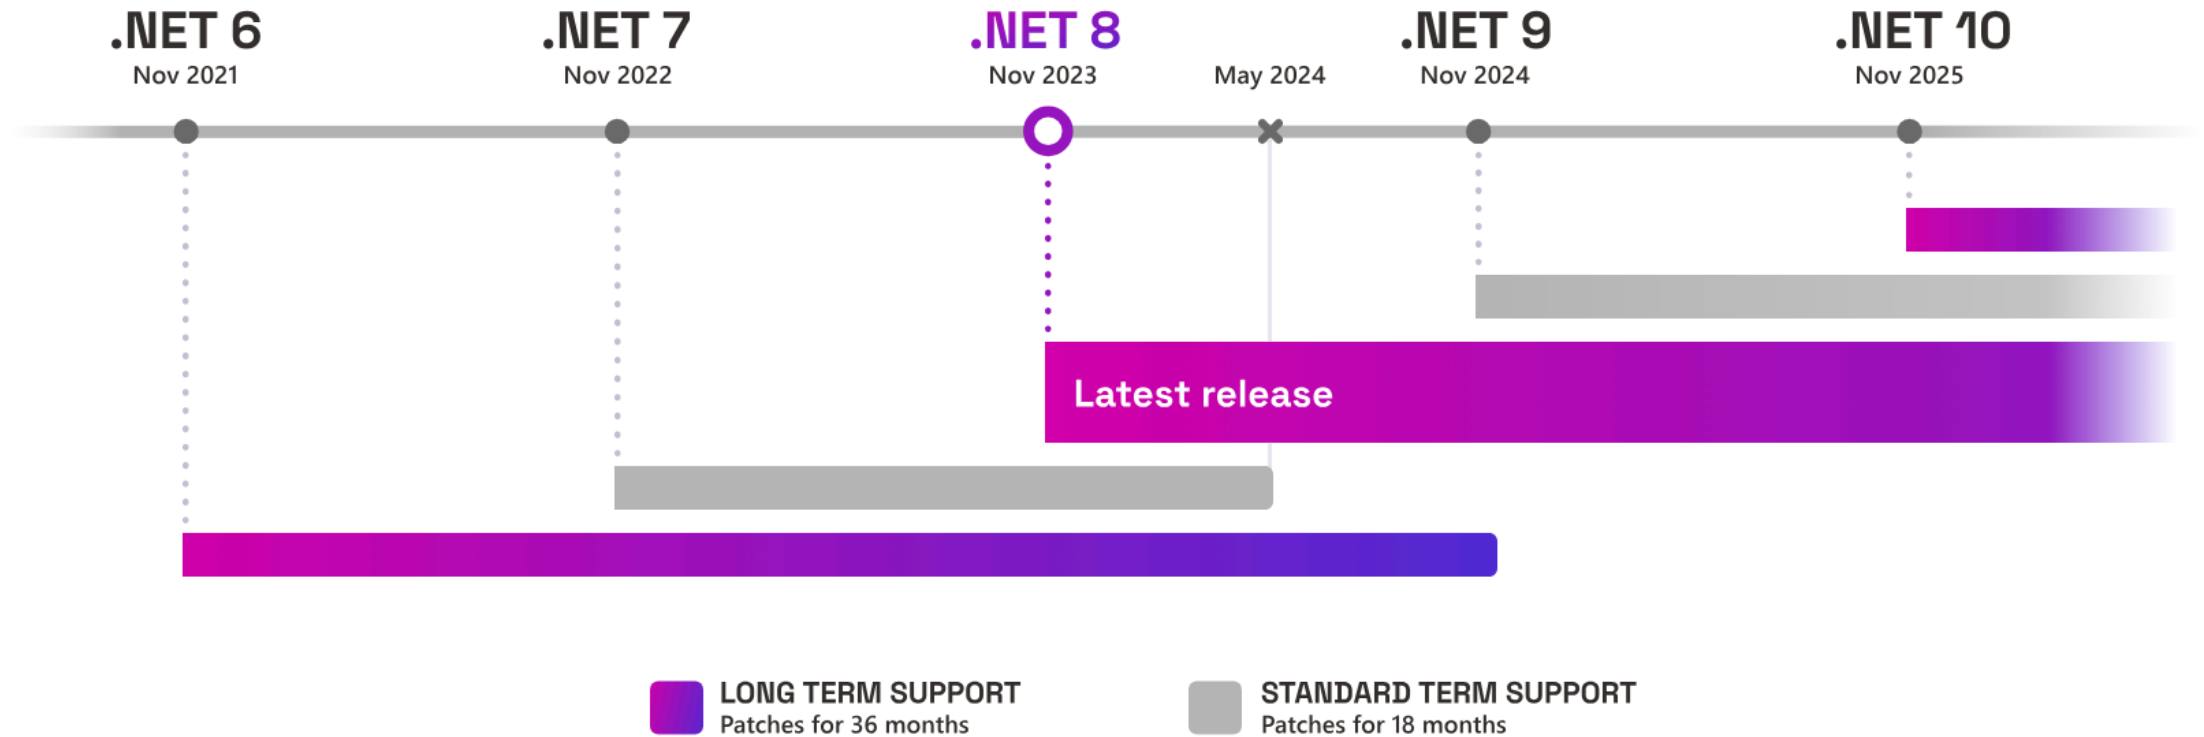 .NET 6
Nov 2021
.NET 7
Nov 2022
.NET 8
Nov 2023
May 2024
.NET 9
Nov 2024
.NET 10
Nov 2025
Latest release
LONG TERM SUPPORT
Patches for 36 months
STANDARD TERM SUPPORT
Patches for 18 months